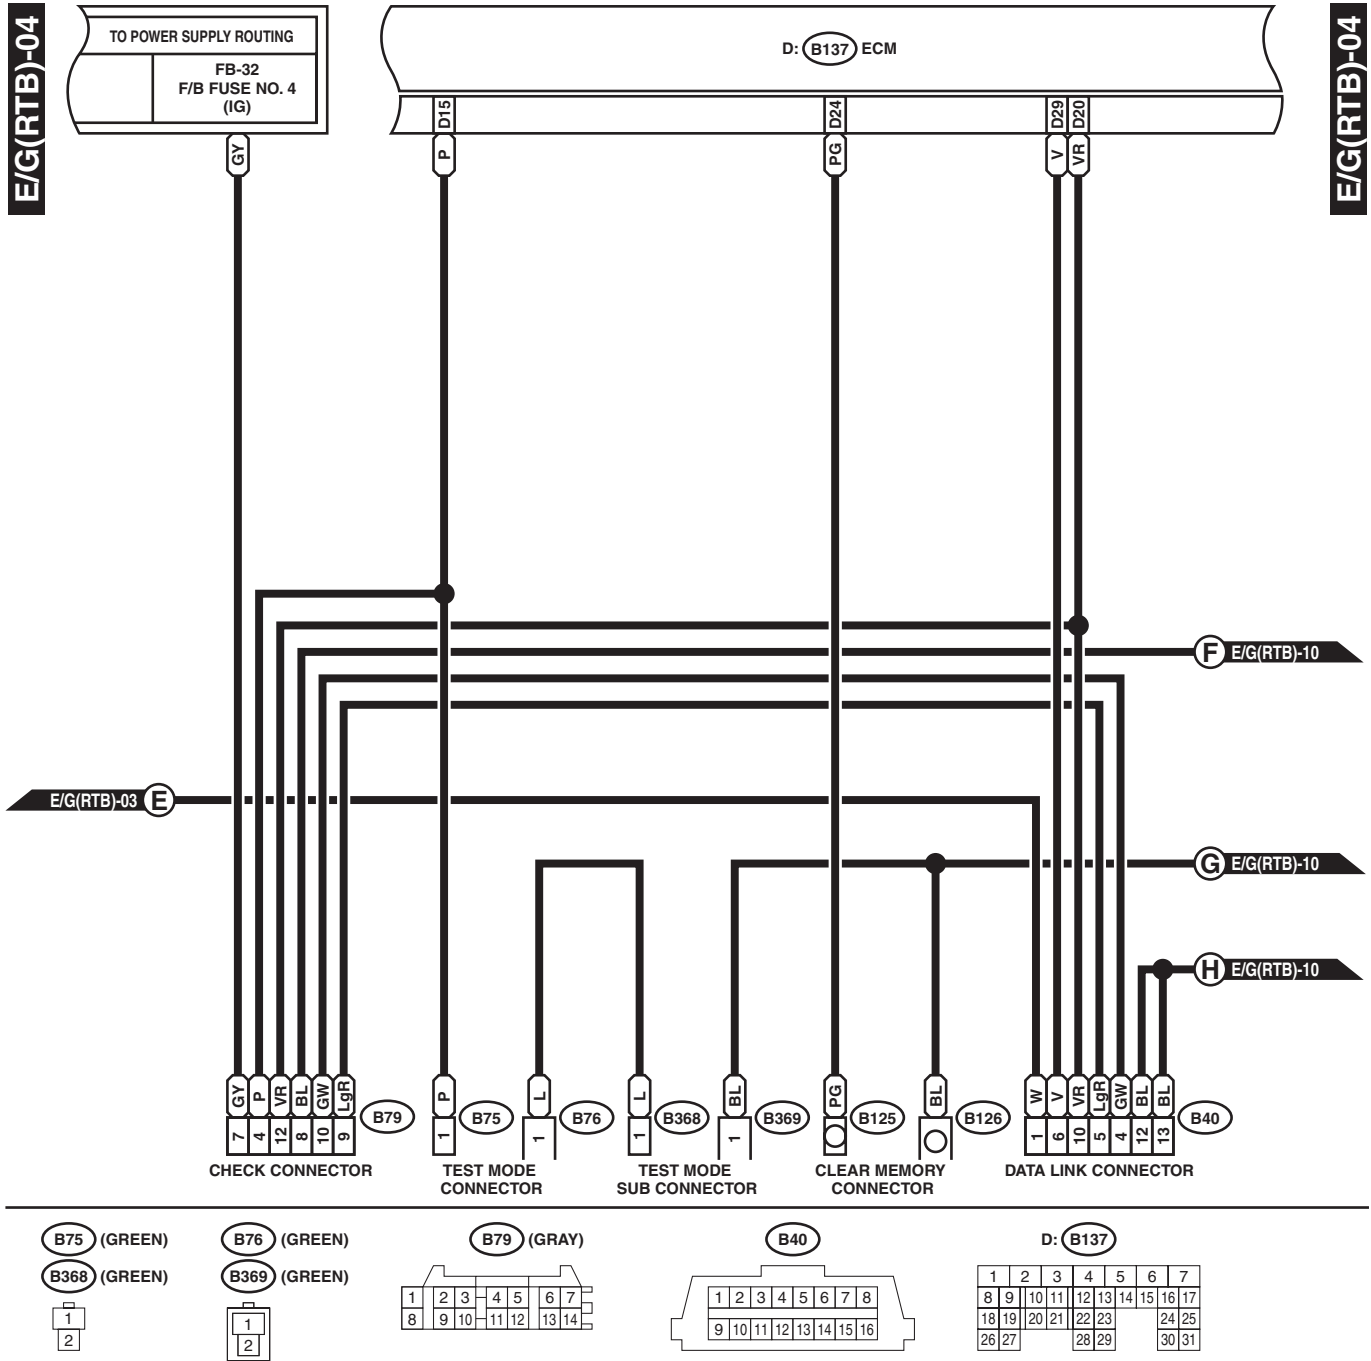 E/G(RTB)-04
E/G(RTB)-04
TO POWER SUPPLY ROUTING
FB-32
F/B FUSE NO. 4
(IG)
D: B137 ECM
D15
D24
D29
D20
GY
P
PG
V
VR
F E/G(RTB)-10
E/G(RTB)-03 E
G E/G(RTB)-10
H E/G(RTB)-10
GY P VR BL GW LgR
7 4 12 8 10 9
B79
CHECK CONNECTOR
P
1
B75
L
1
B76
TEST MODE
CONNECTOR
L
1
B368
BL
1
B369
TEST MODE
SUB CONNECTOR
PG
B125
BL
B126
CLEAR MEMORY
CONNECTOR
W V VR LgR GW BL BL
1 6 10 5 4 12 13
B40
DATA LINK CONNECTOR
B75 (GREEN)
B368 (GREEN)
1
2
B76 (GREEN)
B369 (GREEN)
1
2
B79 (GRAY)
1 2 3 4 5 6 7
8 9 10 11 12 13 14
B40
1 2 3 4 5 6 7 8
9 10 11 12 13 14 15 16
D: B137
1 2 3 4 5 6 7
8 9 10 11 12 13 14 15 16 17
18 19 20 21 22 23 24 25
26 27 28 29 30 31